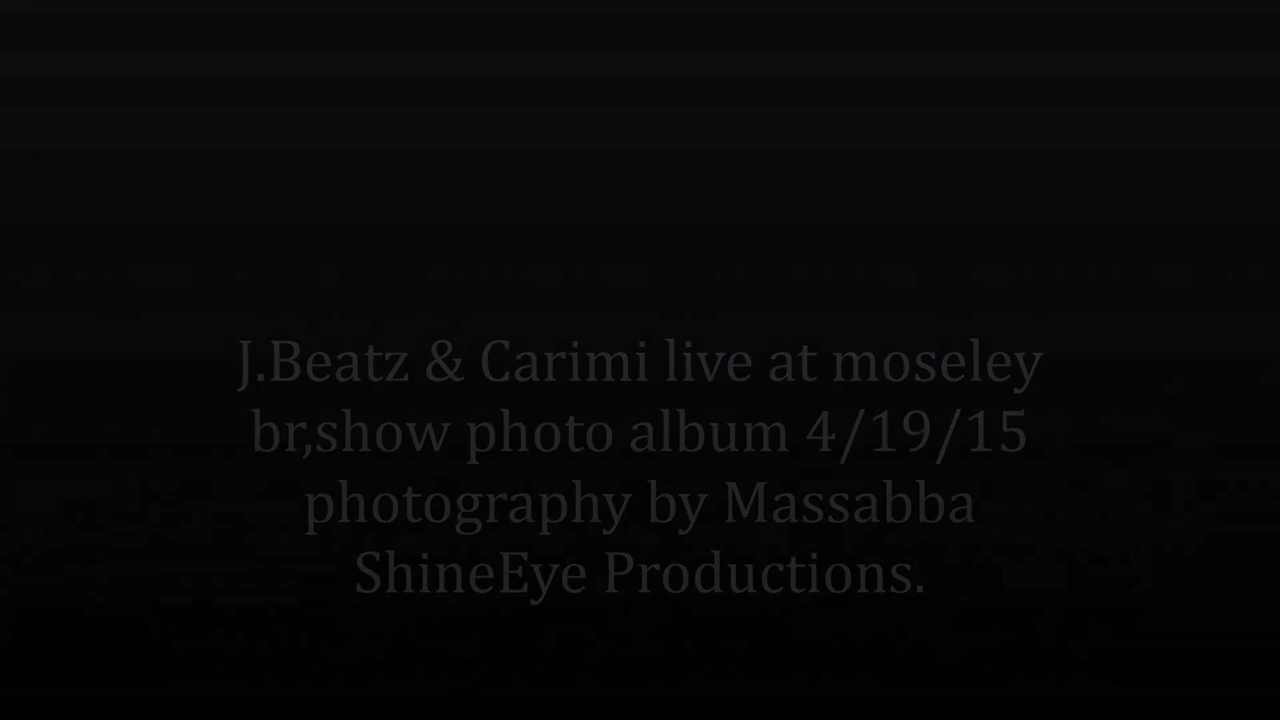 J.Beatz & Carimi live at moseley
br,show photo album 4/19/15
photography by Massabba
ShineEye Productions.